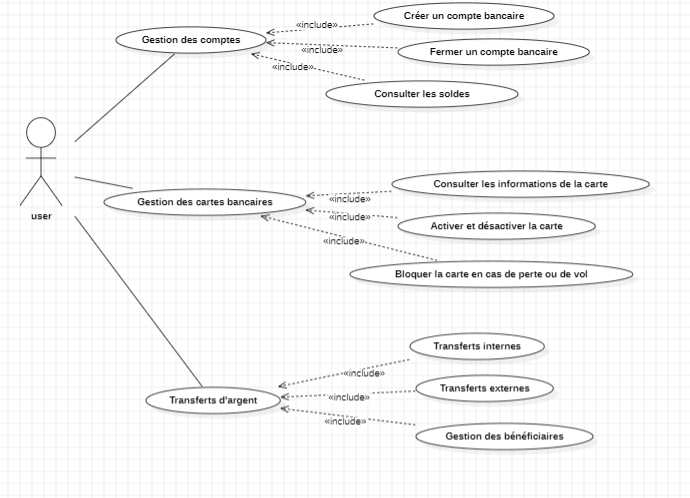 Créer un compte bancaire
«include»
Gestion des comptes
«include»
Fermer un compte bancaire
«include»
Consulter les soldes
user
Consulter les informations de la carte
«include»
Gestion des cartes bancaires
«include»
Activer et désactiver la carte
«include»
Bloquer la carte en cas de perte ou de vol
Transferts internes
«include»
Transferts externes
«include»
Transferts d'argent
«include»
Gestion des bénéficiaires